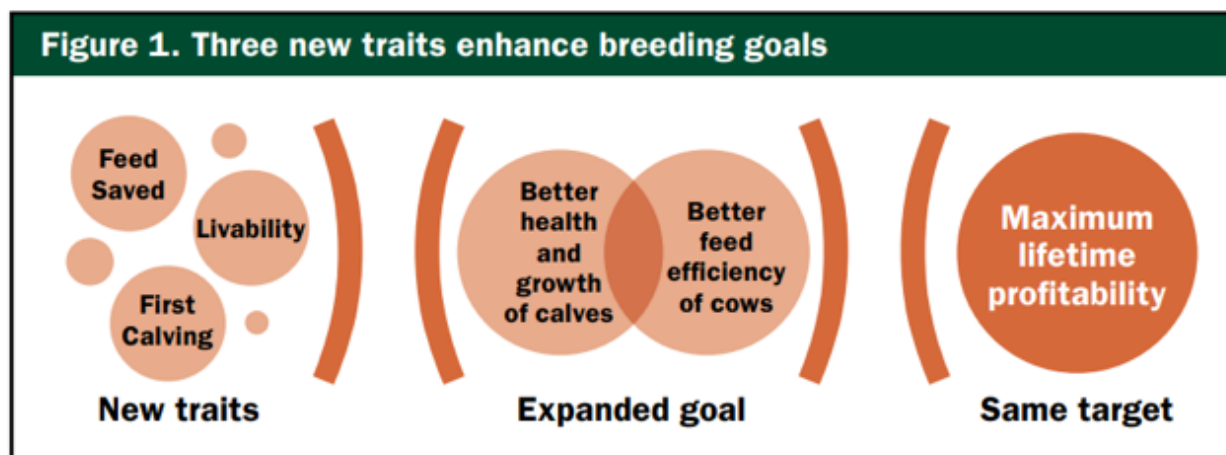 Figure 1. Three new traits enhance breeding goals
Feed
Saved
Livability
First
Calving
New traits
Better
health
and
growth
of calves
Better
feed
efficiency
of cows
Expanded goal
Maximum
lifetime
profitability
Same target